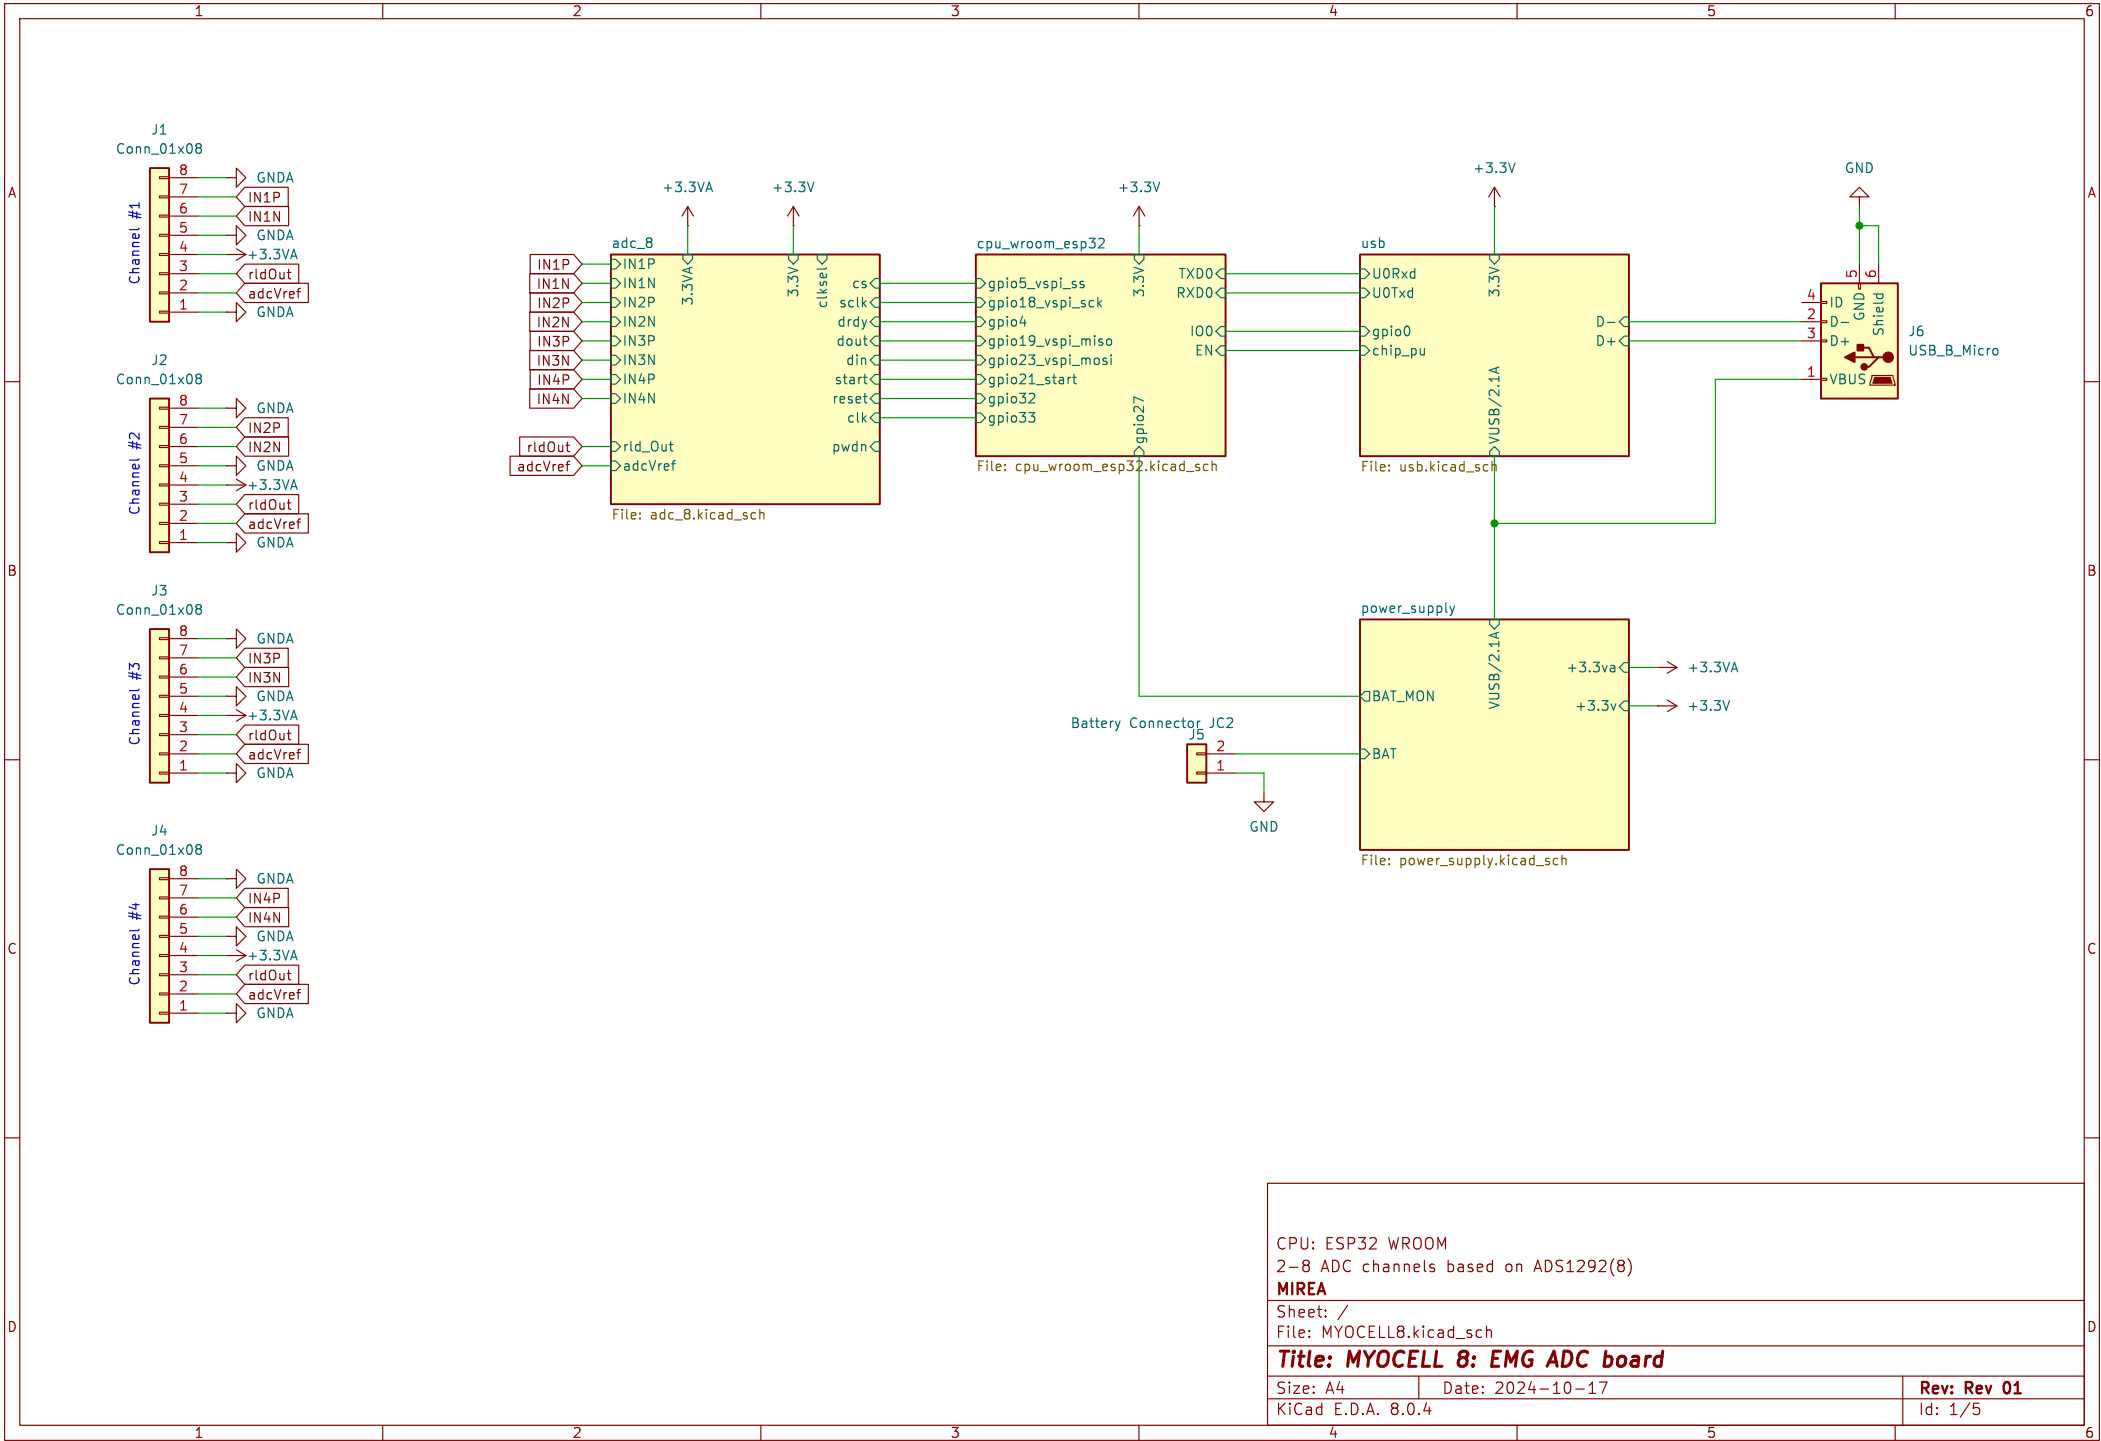 1 2 3 4 5 6
A
B
C
D
J1
Conn_01x08
Channel #1
8 GNDA
7 IN1P
6 IN1N
5 GNDA
4 +3.3VA
3 rldOut
2 adcVref
1 GNDA
J2
Conn_01x08
Channel #2
8 GNDA
7 IN2P
6 IN2N
5 GNDA
4 +3.3VA
3 rldOut
2 adcVref
1 GNDA
J3
Conn_01x08
Channel #3
8 GNDA
7 IN3P
6 IN3N
5 GNDA
4 +3.3VA
3 rldOut
2 adcVref
1 GNDA
J4
Conn_01x08
Channel #4
8 GNDA
7 IN4P
6 IN4N
5 GNDA
4 +3.3VA
3 rldOut
2 adcVref
1 GNDA
+3.3VA
+3.3V
adc_8
3.3VA
3.3V
clksel
IN1P IN1P
IN1N IN1N
IN2P IN2P
IN2N IN2N
IN3P IN3P
IN3N IN3N
IN4P IN4P
IN4N IN4N
rldOut rld_Out
adcVref adcVref
cs
sclk
drdy
dout
din
start
reset
clk
pwdn
File: adc_8.kicad_sch
+3.3V
cpu_wroom_esp32
3.3V
gpio5_vspi_ss
gpio18_vspi_sck
gpio4
gpio19_vspi_miso
gpio23_vspi_mosi
gpio21_start
gpio32
gpio33
gpio27
TXD0
RXD0
IO0
EN
File: cpu_wroom_esp32.kicad_sch
+3.3V
usb
3.3V
U0Rxd
U0Txd
gpio0
chip_pu
D-
D+
VUSB/2.1A
File: usb.kicad_sch
GND
5 GND
6 Shield
4 ID
2 D-
3 D+
1 VBUS
J6
USB_B_Micro
power_supply
VUSB/2.1A
+3.3va +3.3VA
+3.3v +3.3V
BAT_MON
BAT
File: power_supply.kicad_sch
Battery Connector JC2
J5
2
1
GND
CPU: ESP32 WROOM
2-8 ADC channels based on ADS1292(8)
MIREA
Sheet: /
File: MYOCELL8.kicad_sch
Title: MYOCELL 8: EMG ADC board
Size: A4 Date: 2024-10-17 Rev: Rev 01
KiCad E.D.A. 8.0.4 Id: 1/5
A
B
C
D
1 2 3 4 5 6